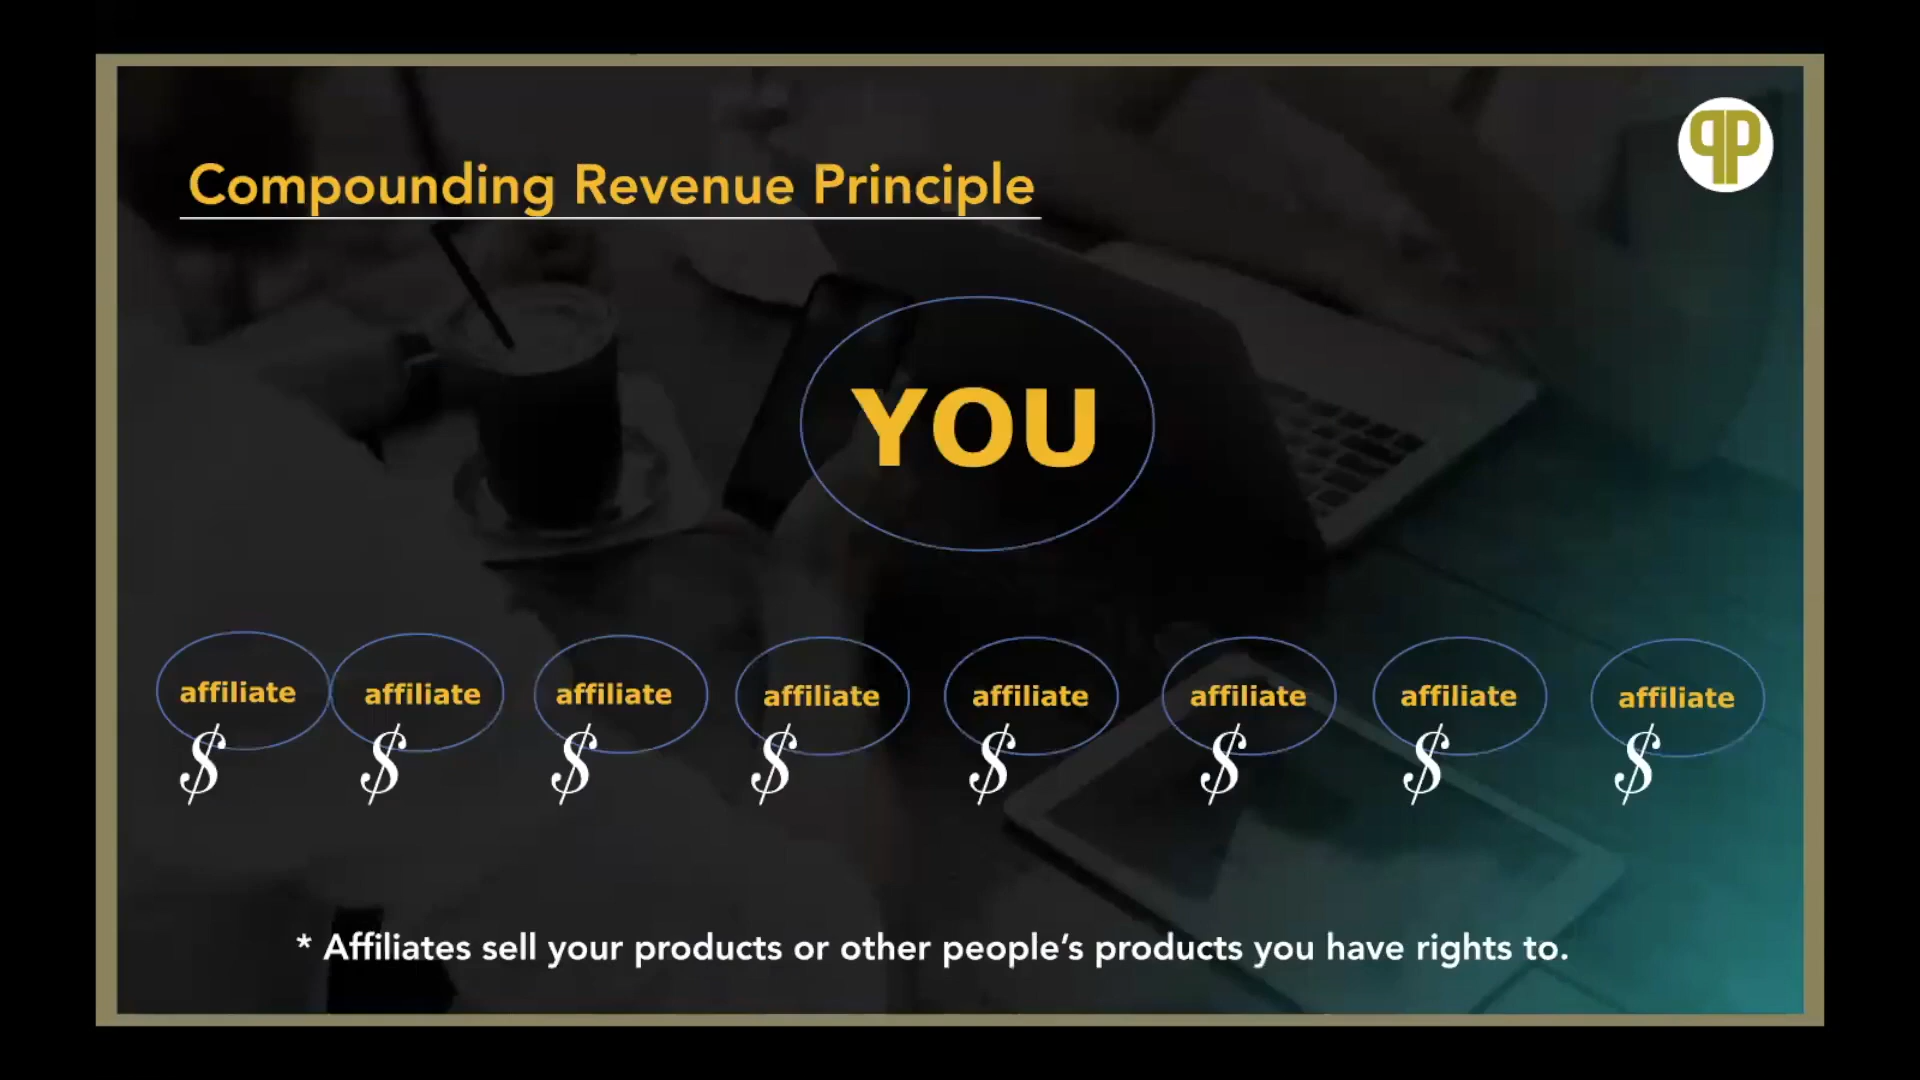 Compounding Revenue Principle
YOU
affiliate affiliate affiliate affiliate affiliate affiliate affiliate affiliate
$ $ $ $ $ $ $ $
* Affiliates sell your products or other people’s products you have rights to.